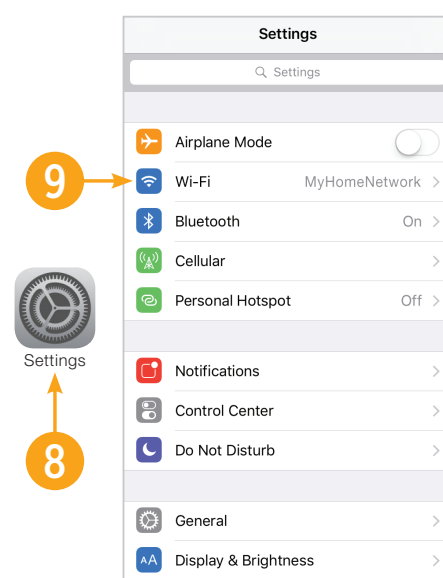 Settings
Settings
Airplane Mode
9
Wi-Fi MyHomeNetwork
Bluetooth On
Cellular
Personal Hotspot Off
Settings
8
Notifications
Control Center
Do Not Disturb
General
AA Display & Brightness